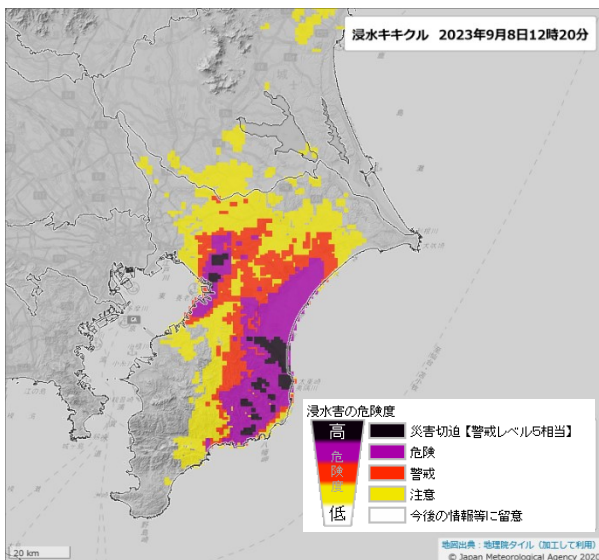 浸水キキクル 2023年9月8日12時20分
浸水害の危険度
高
災害切迫【警戒レベル5相当】
危険
危険度
警戒
注意
低
今後の情報等に留意
20 km
地図出典:地理院タイル(加工して利用)
© Japan Meteorological Agency 2020